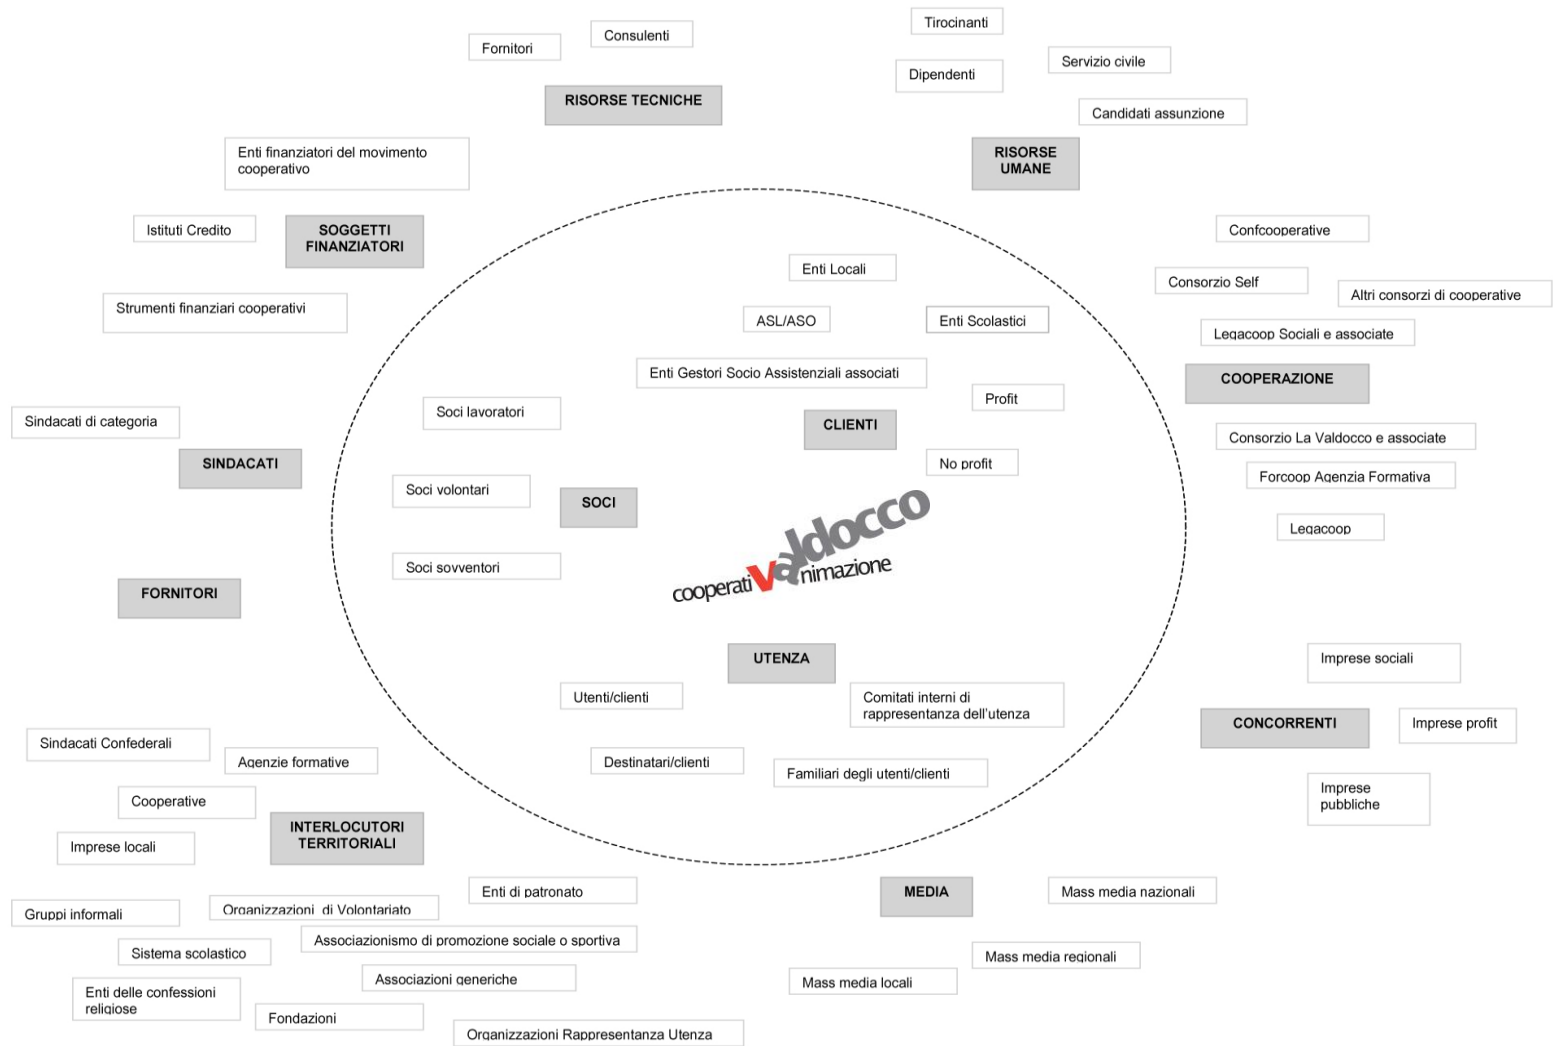 Tirocinanti
Consulenti
Fornitori
Servizio civile
Dipendenti
RISORSE TECNICHE
Candidati assunzione
Enti finanziatori del movimento
cooperativo
RISORSE
UMANE
Istituti Credito
SOGGETTI
FINANZIATORI
Confcooperative
Enti Locali
Consorzio Self
Altri consorzi di cooperative
Strumenti finanziari cooperativi
ASL/ASO
Enti Scolastici
Legacoop Sociali e associate
Enti Gestori Socio Assistenziali associati
COOPERAZIONE
Profit
Soci lavoratori
Sindacati di categoria
CLIENTI
Consorzio La Valdocco e associate
SINDACATI
No profit
Forcoop Agenzia Formativa
Soci volontari
SOCI
Legacoop
Soci sovventori
valdocco
cooperativanimazione
FORNITORI
UTENZA
Imprese sociali
Utenti/clienti
Comitati interni di
rappresentanza dell'utenza
CONCORRENTI
Imprese profit
Sindacati Confederali
Agenzie formative
Destinatari/clienti
Familiari degli utenti/clienti
Imprese
pubbliche
Cooperative
INTERLOCUTORI
TERRITORIALI
Imprese locali
Enti di patronato
MEDIA
Mass media nazionali
Gruppi informali
Organizzazioni di Volontariato
Associazionismo di promozione sociale o sportiva
Sistema scolastico
Mass media regionali
Associazioni generiche
Mass media locali
Enti delle confessioni
religiose
Fondazioni
Organizzazioni Rappresentanza Utenza